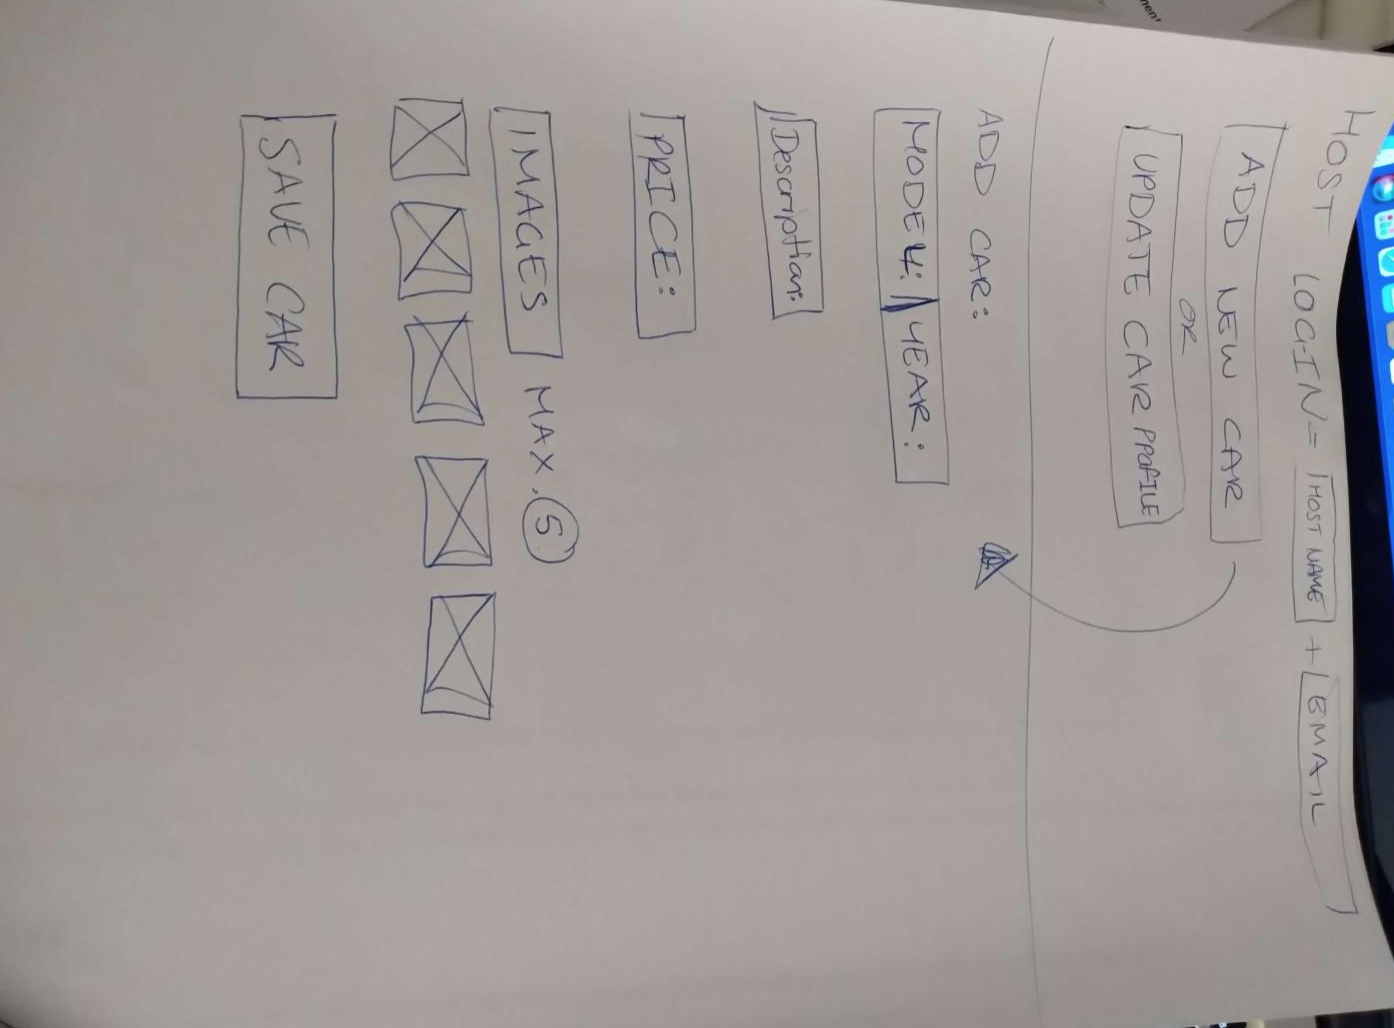 HOST LOGIN = HOST NAME + EMAIL
ADD NEW CAR
OR
UPDATE CAR PROFILE
ADD CAR:
MODEL: YEAR:
Description:
PRICE:
IMAGES MAX. 5
SAVE CAR